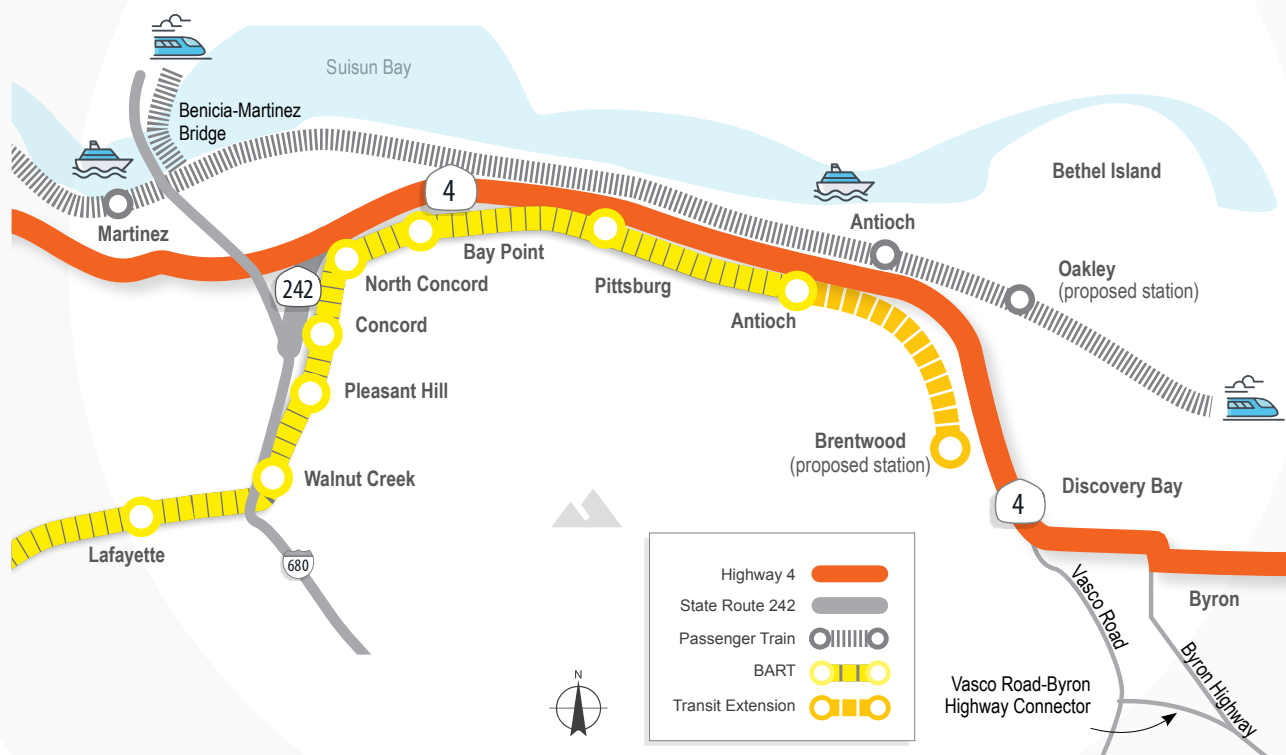 Suisun Bay
Benicia-Martinez
Bridge
Bethel Island
4
Martinez
Antioch
Bay Point
Oakley
(proposed station)
North Concord
242
Pittsburg
Antioch
Concord
Pleasant Hill
Brentwood
(proposed station)
Walnut Creek
Discovery Bay
4
Lafayette
680
Highway 4
State Route 242
Passenger Train
BART
Transit Extension
N
Vasco Road
Byron
Byron Highway
Vasco Road-Byron
Highway Connector